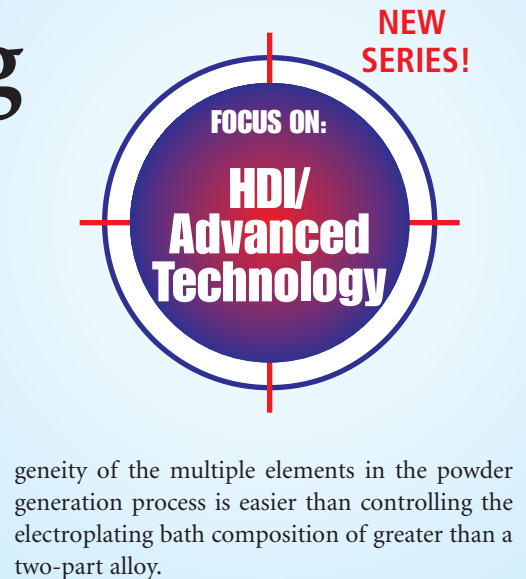 g
NEW
SERIES!
FOCUS ON:
HDI/
Advanced
Technology
geneity of the multiple elements in the powder
generation process is easier than controlling the
electroplating bath composition of greater than a
two-part alloy.